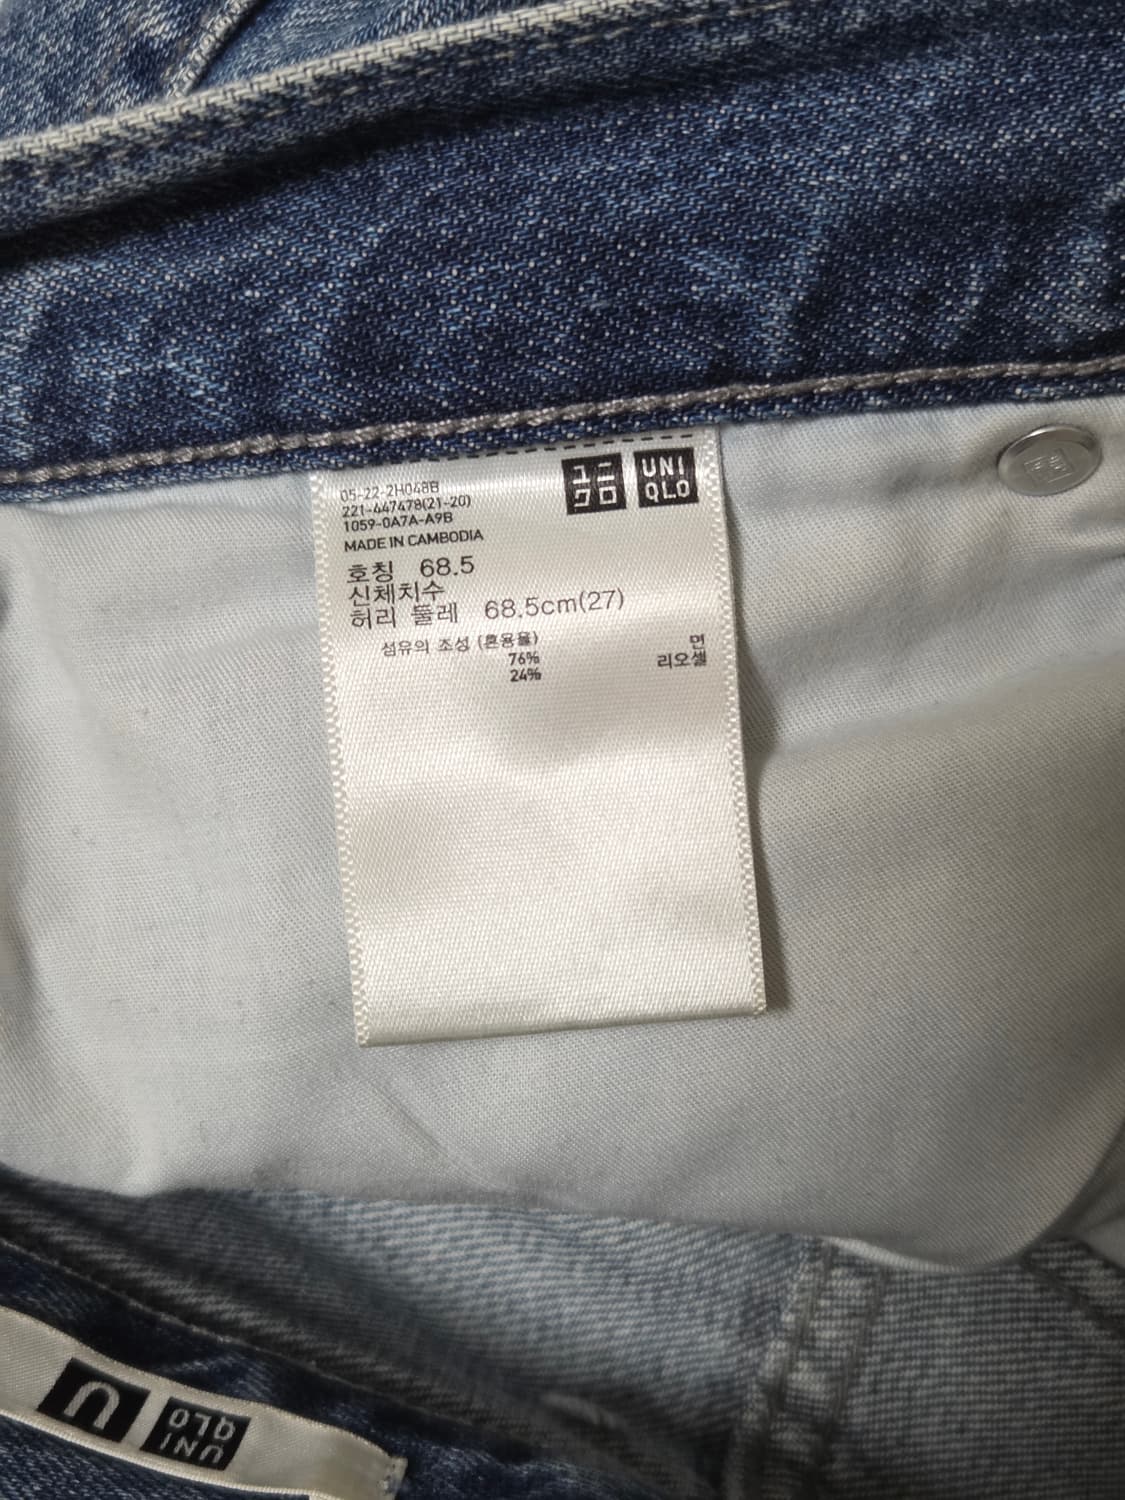 05-22-2H048B
221-447478(21-20)
1059-0A7A-A9B
MADE IN CAMBODIA
ユニ
クロ
UNI
QLO
호칭 68.5
신체치수
허리 둘레 68.5cm(27)
섬유의 조성 (혼용율)
76% 면
24% 리오셀
U
UNI
QLO